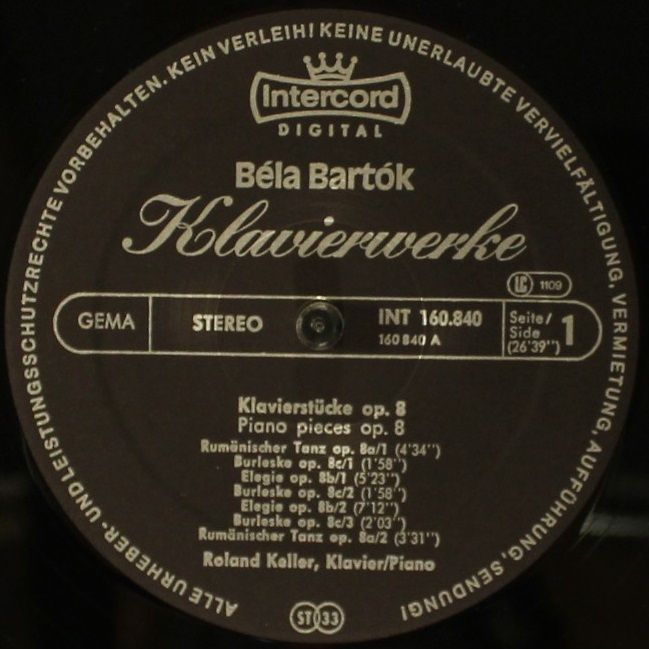 ALLE URHEBER- UND LEISTUNGSSCHUTZRECHTE VORBEHALTEN. KEIN VERLEIH! KEINE UNERLAUBTE VERVIELFÄLTIGUNG, VERMIETUNG, AUFFÜHRUNG, SENDUNG!
Intercord
DIGITAL
Béla Bartók
Klavierwerke
LC 1109
GEMA STEREO INT 160.840 Seite/ 1
160 840 A Side
(26'39'')
Klavierstücke op. 8
Piano pieces op. 8
Rumänischer Tanz op. 8a/1 (4'34'')
Burleske op. 8c/1 (1'58'')
Elegie op. 8b/1 (5'23'')
Burleske op. 8c/2 (1'58'')
Elegie op. 8b/2 (7'12'')
Burleske op. 8c/3 (2'03'')
Rumänischer Tanz op. 8a/2 (3'31'')
Roland Keller, Klavier/Piano
ST 33